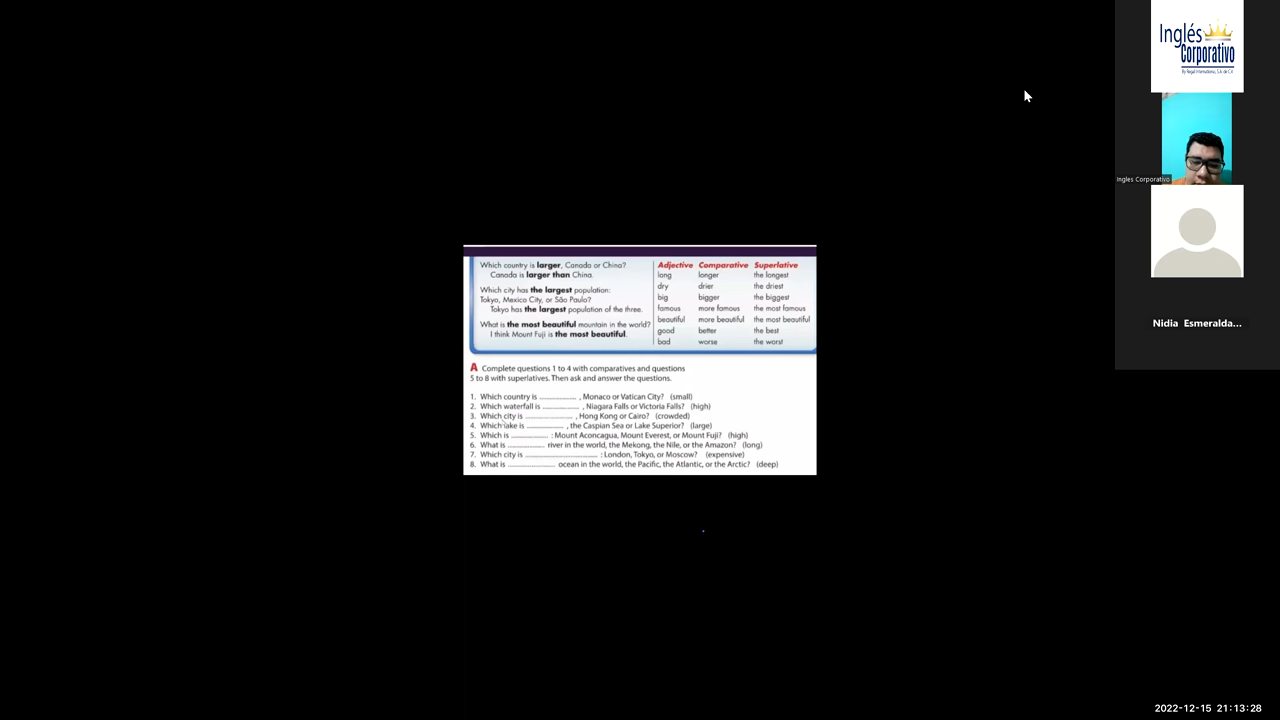 Inglés
Corporativo
By Regal International, S.A. de C.V.
Ingles Corporativo
Nidia Esmeralda...
Which country is larger, Canada or China?
Canada is larger than China.
Which city has the largest population:
Tokyo, Mexico City, or São Paulo?
Tokyo has the largest population of the three.
What is the most beautiful mountain in the world?
I think Mount Fuji is the most beautiful.
Adjective Comparative Superlative
long longer the longest
dry drier the driest
big bigger the biggest
famous more famous the most famous
beautiful more beautiful the most beautiful
good better the best
bad worse the worst
A Complete questions 1 to 4 with comparatives and questions
5 to 8 with superlatives. Then ask and answer the questions.
1. Which country is ................ , Monaco or Vatican City? (small)
2. Which waterfall is ................ , Niagara Falls or Victoria Falls? (high)
3. Which city is ..................... , Hong Kong or Cairo? (crowded)
4. Which lake is ................ , the Caspian Sea or Lake Superior? (large)
5. Which is ................ : Mount Aconcagua, Mount Everest, or Mount Fuji? (high)
6. What is ................ river in the world, the Mekong, the Nile, or the Amazon? (long)
7. Which city is ................................ : London, Tokyo, or Moscow? (expensive)
8. What is ..................... ocean in the world, the Pacific, the Atlantic, or the Arctic? (deep)
2022-12-15 21:13:28